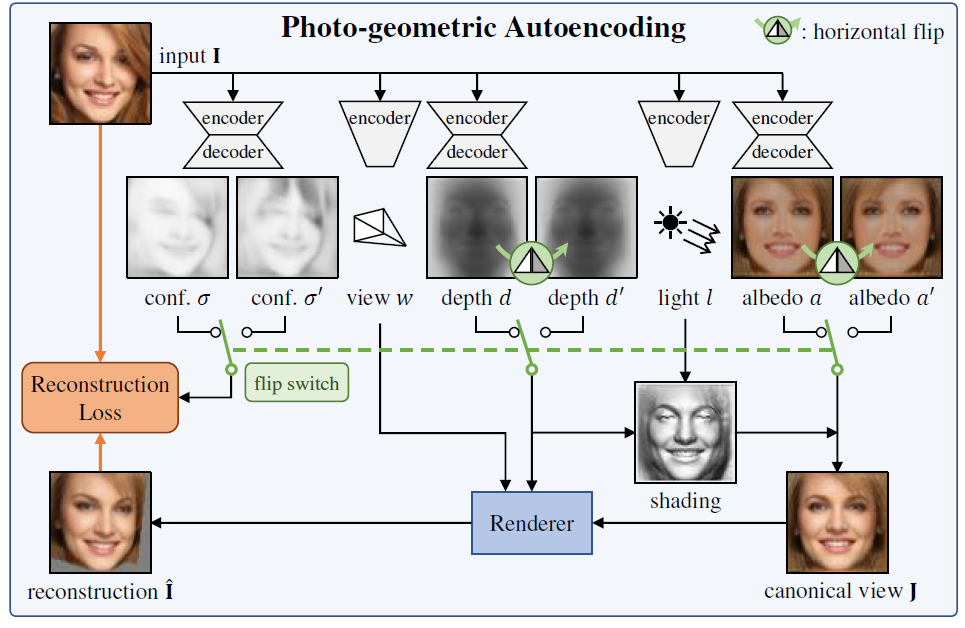 Photo-geometric Autoencoding
: horizontal flip
input I
encoder
decoder
encoder
encoder
decoder
encoder
encoder
decoder
conf. σ
conf. σ′
view w
depth d
depth d′
light l
albedo a
albedo a′
Reconstruction
Loss
flip switch
shading
Renderer
reconstruction Î
canonical view J